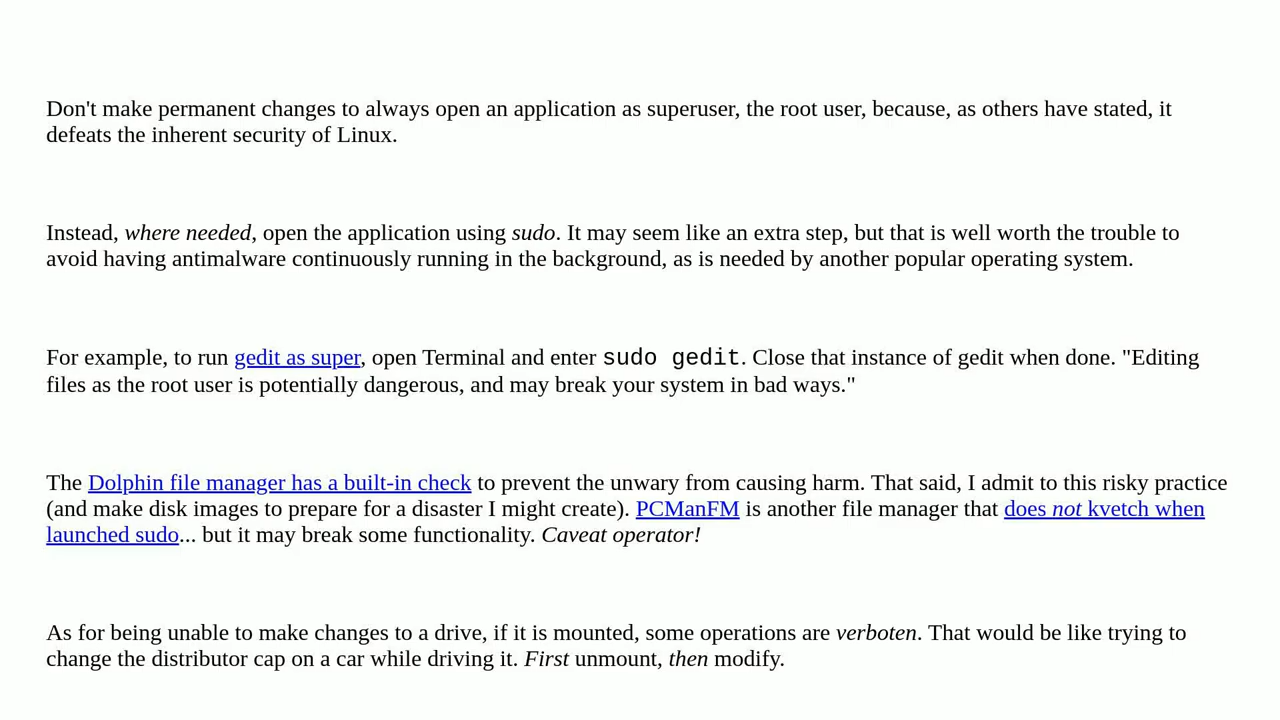 Don't make permanent changes to always open an application as superuser, the root user, because, as others have stated, it
defeats the inherent security of Linux.
Instead, where needed, open the application using sudo. It may seem like an extra step, but that is well worth the trouble to
avoid having antimalware continuously running in the background, as is needed by another popular operating system.
For example, to run gedit as super, open Terminal and enter sudo gedit. Close that instance of gedit when done. "Editing
files as the root user is potentially dangerous, and may break your system in bad ways."
The Dolphin file manager has a built-in check to prevent the unwary from causing harm. That said, I admit to this risky practice
(and make disk images to prepare for a disaster I might create). PCManFM is another file manager that does not kvetch when
launched sudo... but it may break some functionality. Caveat operator!
As for being unable to make changes to a drive, if it is mounted, some operations are verboten. That would be like trying to
change the distributor cap on a car while driving it. First unmount, then modify.